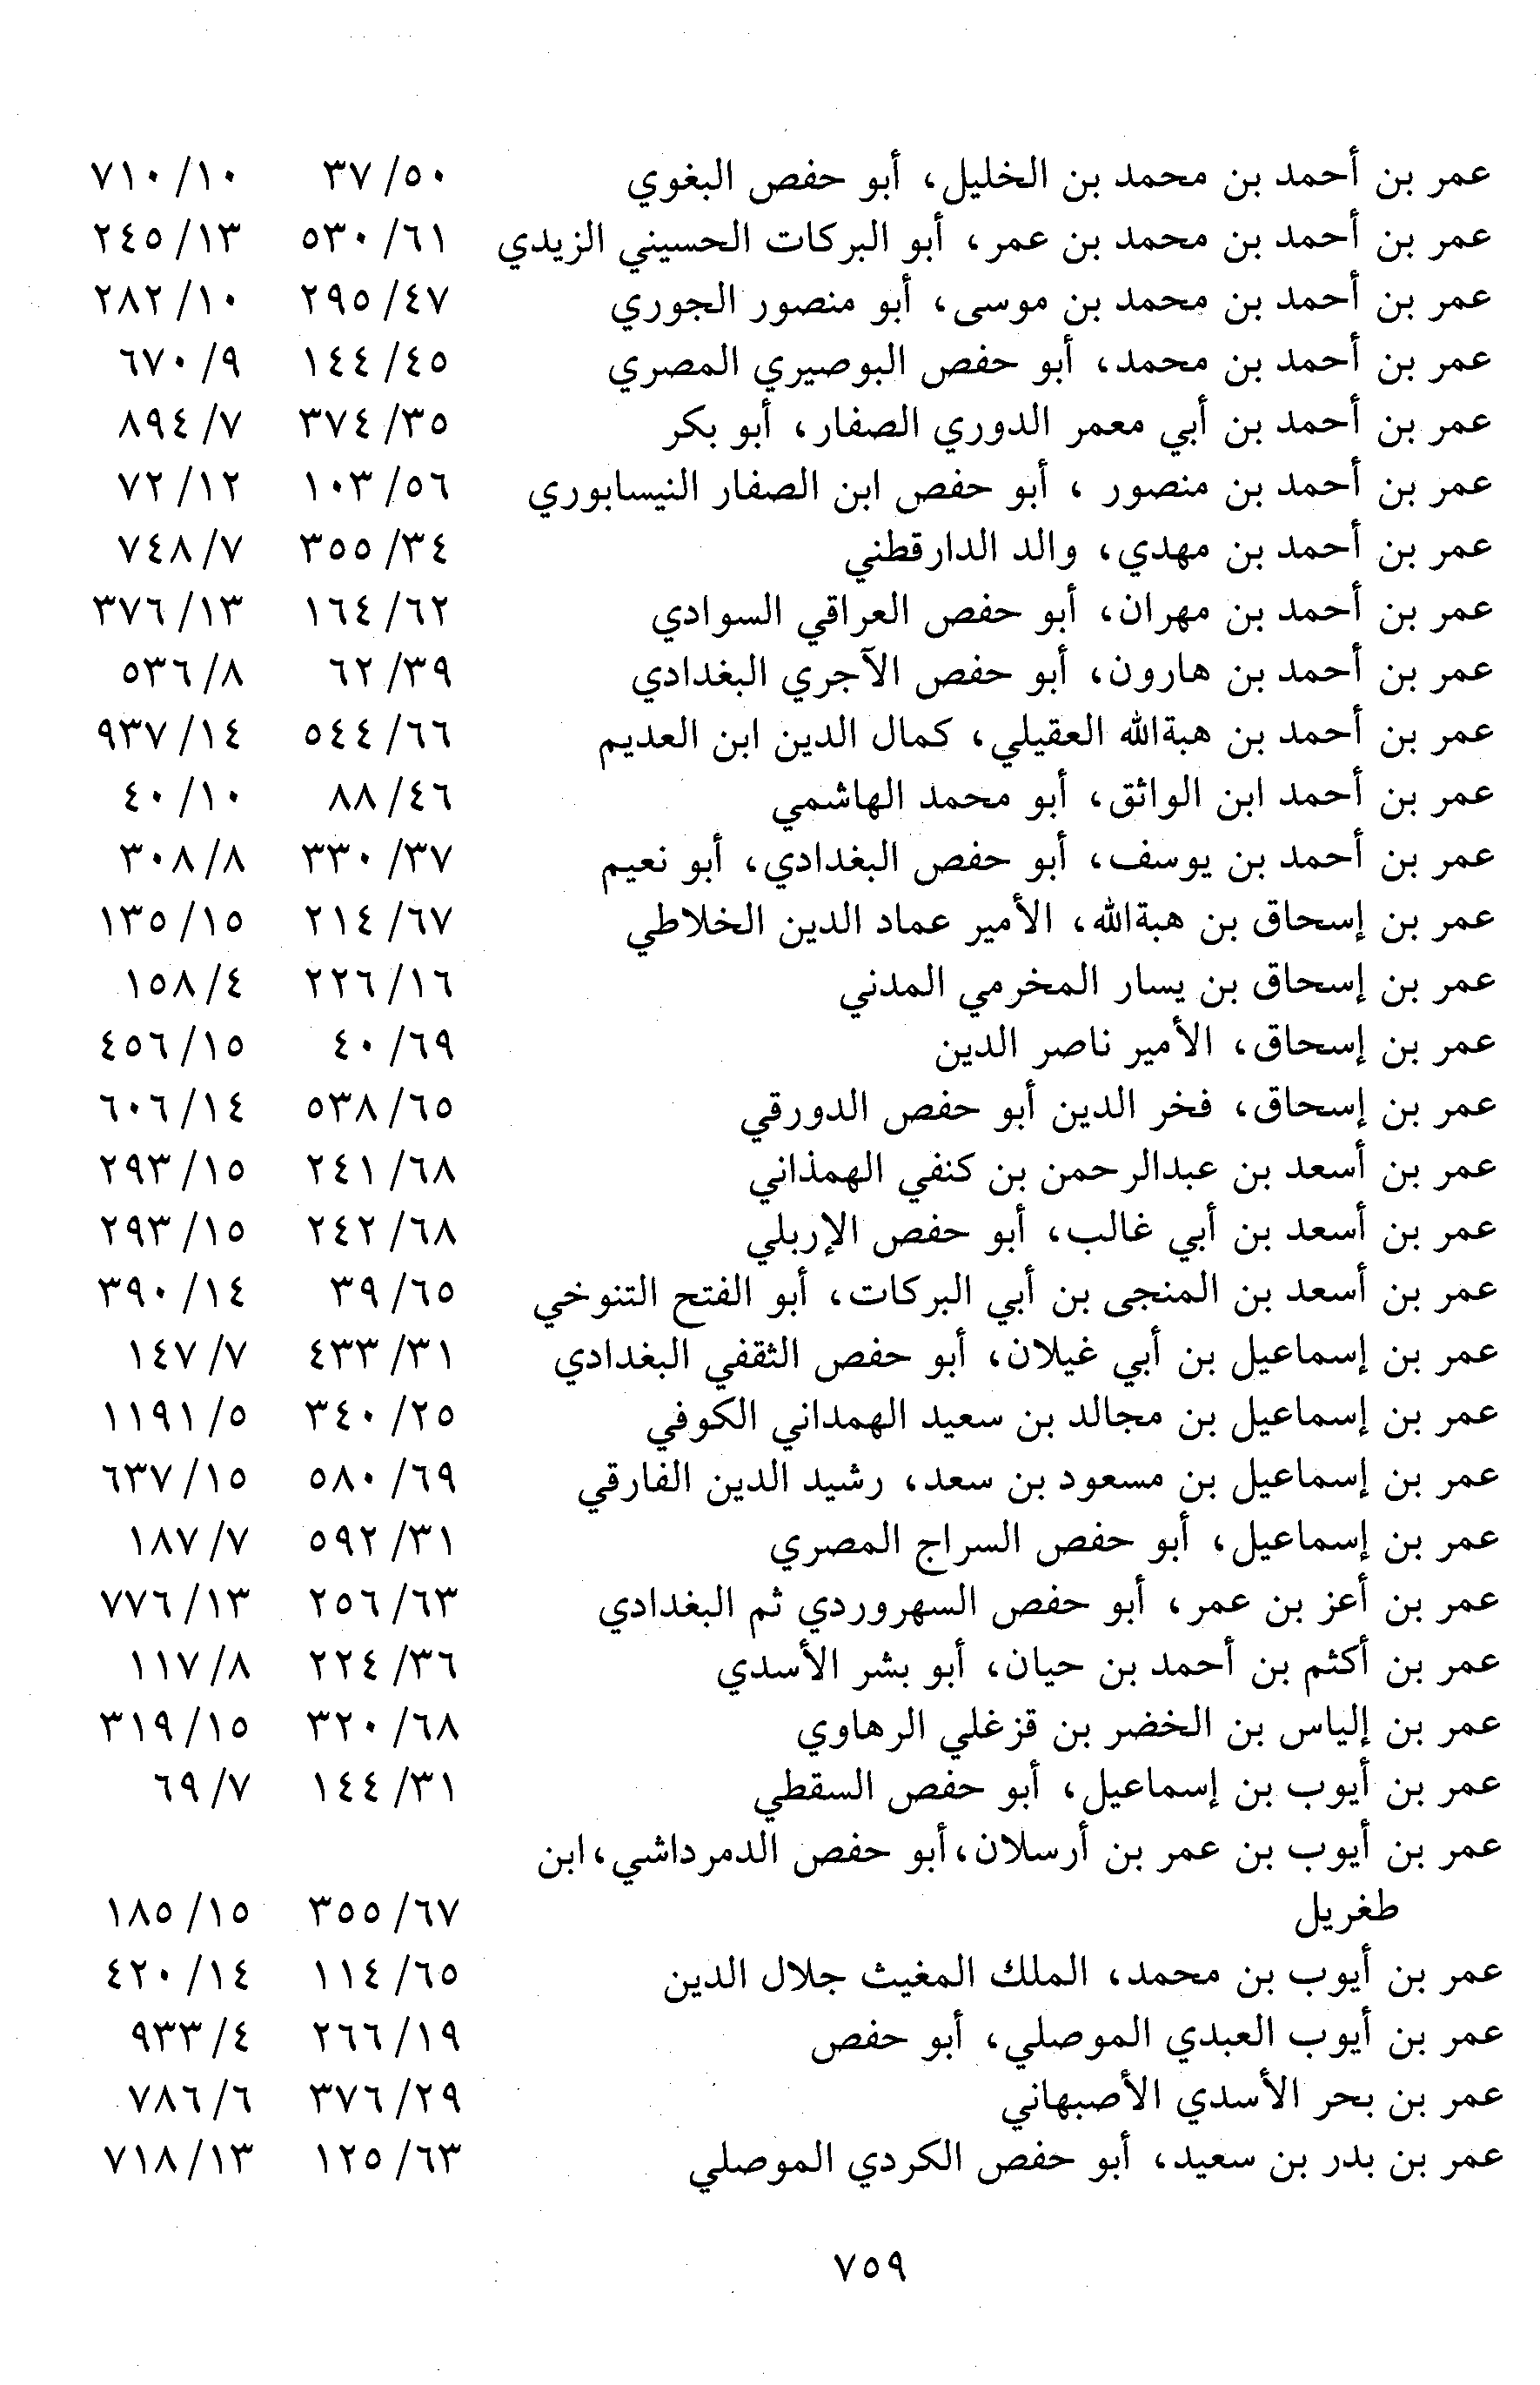 عمر بن أحمد بن محمد بن الخليل، أبو حفص البغوي ٥٠/ ٣٧ ١٠/ ٧١٠
عمر بن أحمد بن محمد بن عمر، أبو البركات الحسيني الزيدي ٦١/ ٥٣٠ ١٣/ ٢٤٥
عمر بن أحمد بن محمد بن موسى، أبو منصور الجوري ٤٧/ ٢٩٥ ١٠/ ٢٨٢
عمر بن أحمد بن محمد، أبو حفص البوصيري المصري ٤٥/ ١٤٤ ٩/ ٦٧٠
عمر بن أحمد بن أبي معمر الدوري الصفار، أبو بكر ٣٥/ ٣٧٤ ٧/ ٨٩٤
عمر بن أحمد بن منصور ، أبو حفص ابن الصفار النيسابوري ٥٦/ ١٠٣ ١٢/ ٧٢
عمر بن أحمد بن مهدي، والد الدارقطني ٣٤/ ٣٥٥ ٧/ ٧٤٨
عمر بن أحمد بن مهران، أبو حفص العراقي السوادي ٦٢/ ١٦٤ ١٣/ ٣٧٦
عمر بن أحمد بن هارون، أبو حفص الآجري البغدادي ٣٩/ ٦٢ ٨/ ٥٣٦
عمر بن أحمد بن هبةالله العقيلي، كمال الدين ابن العديم ٦٦/ ٥٤٤ ١٤/ ٩٣٧
عمر بن أحمد ابن الواثق، أبو محمد الهاشمي ٤٦/ ٨٨ ١٠/ ٤٠
عمر بن أحمد بن يوسف، أبو حفص البغدادي، أبو نعيم ٣٧/ ٣٣٠ ٨/ ٣٠٨
عمر بن إسحاق بن هبةالله، الأمير عماد الدين الخلاطي ٦٧/ ٢١٤ ١٥/ ١٣٥
عمر بن إسحاق بن يسار المخرمي المدني ١٦/ ٢٢٦ ٤/ ١٥٨
عمر بن إسحاق، الأمير ناصر الدين ٦٩/ ٤٠ ١٥/ ٤٥٦
عمر بن إسحاق، فخر الدين أبو حفص الدورقي ٦٥/ ٥٣٨ ١٤/ ٦٠٦
عمر بن أسعد بن عبدالرحمن بن كنفي الهمذاني ٦٨/ ٢٤١ ١٥/ ٢٩٣
عمر بن أسعد بن أبي غالب، أبو حفص الإربلي ٦٨/ ٢٤٢ ١٥/ ٢٩٣
عمر بن أسعد بن المنجى بن أبي البركات، أبو الفتح التنوخي ٦٥/ ٣٩ ١٤/ ٣٩٠
عمر بن إسماعيل بن أبي غيلان، أبو حفص الثقفي البغدادي ٣١/ ٤٣٣ ٧/ ١٤٧
عمر بن إسماعيل بن مجالد بن سعيد الهمداني الكوفي ٢٥/ ٣٤٠ ٥/ ١١٩١
عمر بن إسماعيل بن مسعود بن سعد، رشيد الدين الفارقي ٦٩/ ٥٨٠ ١٥/ ٦٣٧
عمر بن إسماعيل، أبو حفص السراج المصري ٣١/ ٥٩٢ ٧/ ١٨٧
عمر بن أعز بن عمر، أبو حفص السهروردي ثم البغدادي ٦٣/ ٢٥٦ ١٣/ ٧٧٦
عمر بن أكثم بن أحمد بن حيان، أبو بشر الأسدي ٣٦/ ٢٢٤ ٨/ ١١٧
عمر بن إلياس بن الخضر بن قزغلي الرهاوي ٦٨/ ٣٢٠ ١٥/ ٣١٩
عمر بن أيوب بن إسماعيل، أبو حفص السقطي ٣١/ ١٤٤ ٧/ ٦٩
عمر بن أيوب بن عمر بن أرسلان، أبو حفص الدمرداشي، ابن
طغريل ٦٧/ ٣٥٥ ١٥/ ١٨٥
عمر بن أيوب بن محمد، الملك المغيث جلال الدين ٦٥/ ١١٤ ١٤/ ٤٢٠
عمر بن أيوب العبدي الموصلي، أبو حفص ١٩/ ٢٦٦ ٤/ ٩٣٣
عمر بن بحر الأسدي الأصبهاني ٢٩/ ٣٧٦ ٦/ ٧٨٦
عمر بن بدر بن سعيد، أبو حفص الكردي الموصلي ٦٣/ ١٢٥ ١٣/ ٧١٨
٧٥٩